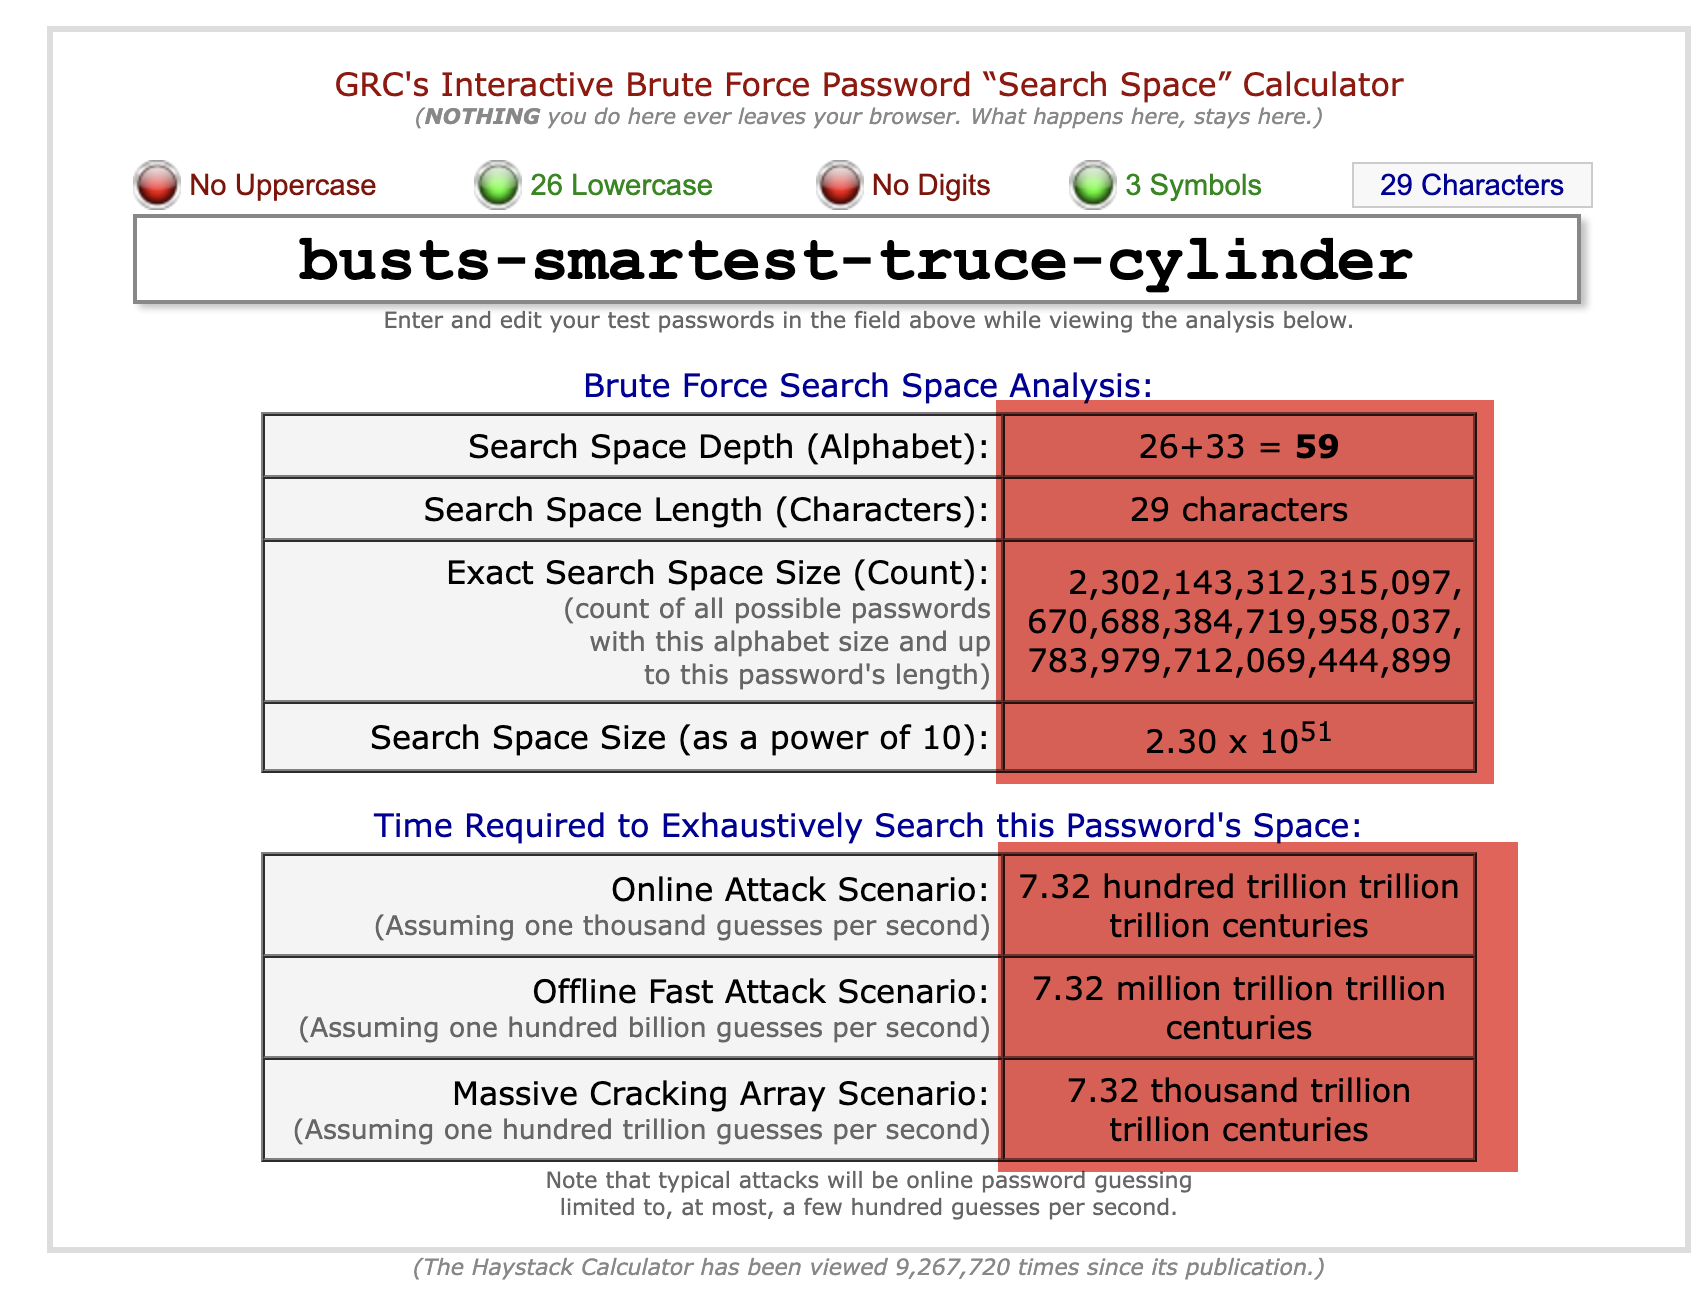 GRC's Interactive Brute Force Password “Search Space” Calculator
(NOTHING you do here ever leaves your browser. What happens here, stays here.)
No Uppercase 26 Lowercase No Digits 3 Symbols 29 Characters
busts-smartest-truce-cylinder
Enter and edit your test passwords in the field above while viewing the analysis below.
Brute Force Search Space Analysis:
Search Space Depth (Alphabet): 26+33 = 59
Search Space Length (Characters): 29 characters
Exact Search Space Size (Count):
(count of all possible passwords
with this alphabet size and up
to this password's length)
2,302,143,312,315,097,
670,688,384,719,958,037,
783,979,712,069,444,899
Search Space Size (as a power of 10): 2.30 x 10^51
Time Required to Exhaustively Search this Password's Space:
Online Attack Scenario:
(Assuming one thousand guesses per second)
7.32 hundred trillion trillion
trillion centuries
Offline Fast Attack Scenario:
(Assuming one hundred billion guesses per second)
7.32 million trillion trillion
centuries
Massive Cracking Array Scenario:
(Assuming one hundred trillion guesses per second)
7.32 thousand trillion
trillion centuries
Note that typical attacks will be online password guessing
limited to, at most, a few hundred guesses per second.
(The Haystack Calculator has been viewed 9,267,720 times since its publication.)